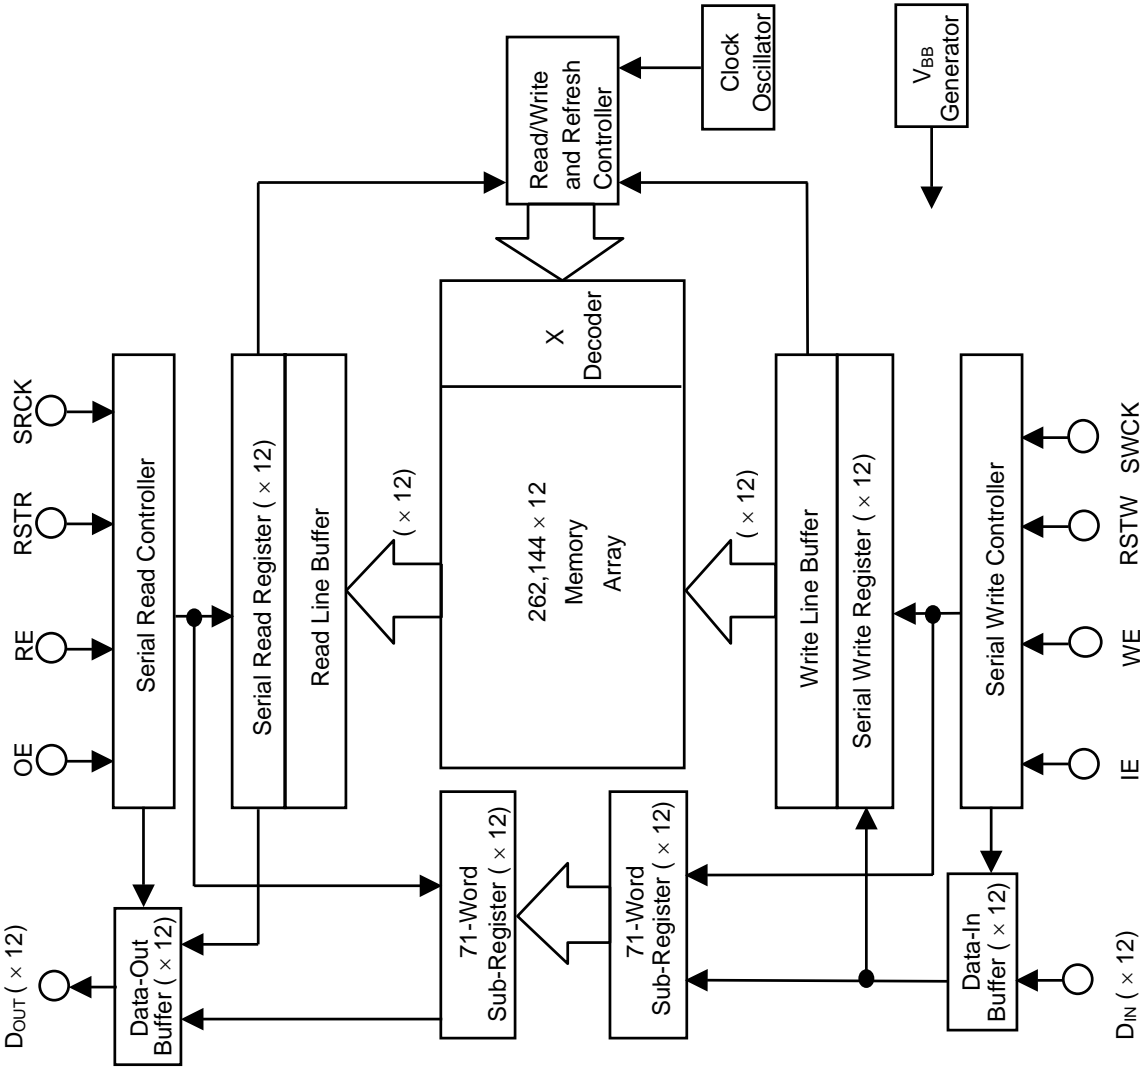 DOUT ( × 12)
OE
RE
RSTR
SRCK
Data-Out
Buffer ( × 12)
Serial Read Controller
Serial Read Register ( × 12)
Read Line Buffer
( × 12)
71-Word
Sub-Register ( × 12)
262,144 × 12
Memory
Array
X
Decoder
Read/Write
and Refresh
Controller
71-Word
Sub-Register ( × 12)
Clock
Oscillator
( × 12)
Write Line Buffer
Serial Write Register ( × 12)
VBB
Generator
Data-In
Buffer ( × 12)
Serial Write Controller
DIN ( × 12)
IE
WE
RSTW
SWCK